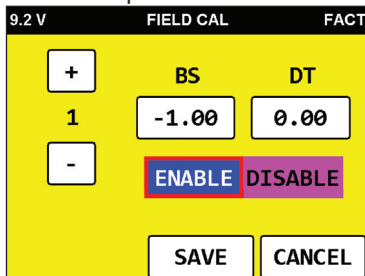 9.2 V FIELD CAL FACT
+ BS DT
1 -1.00 0.00
- ENABLE DISABLE
SAVE CANCEL